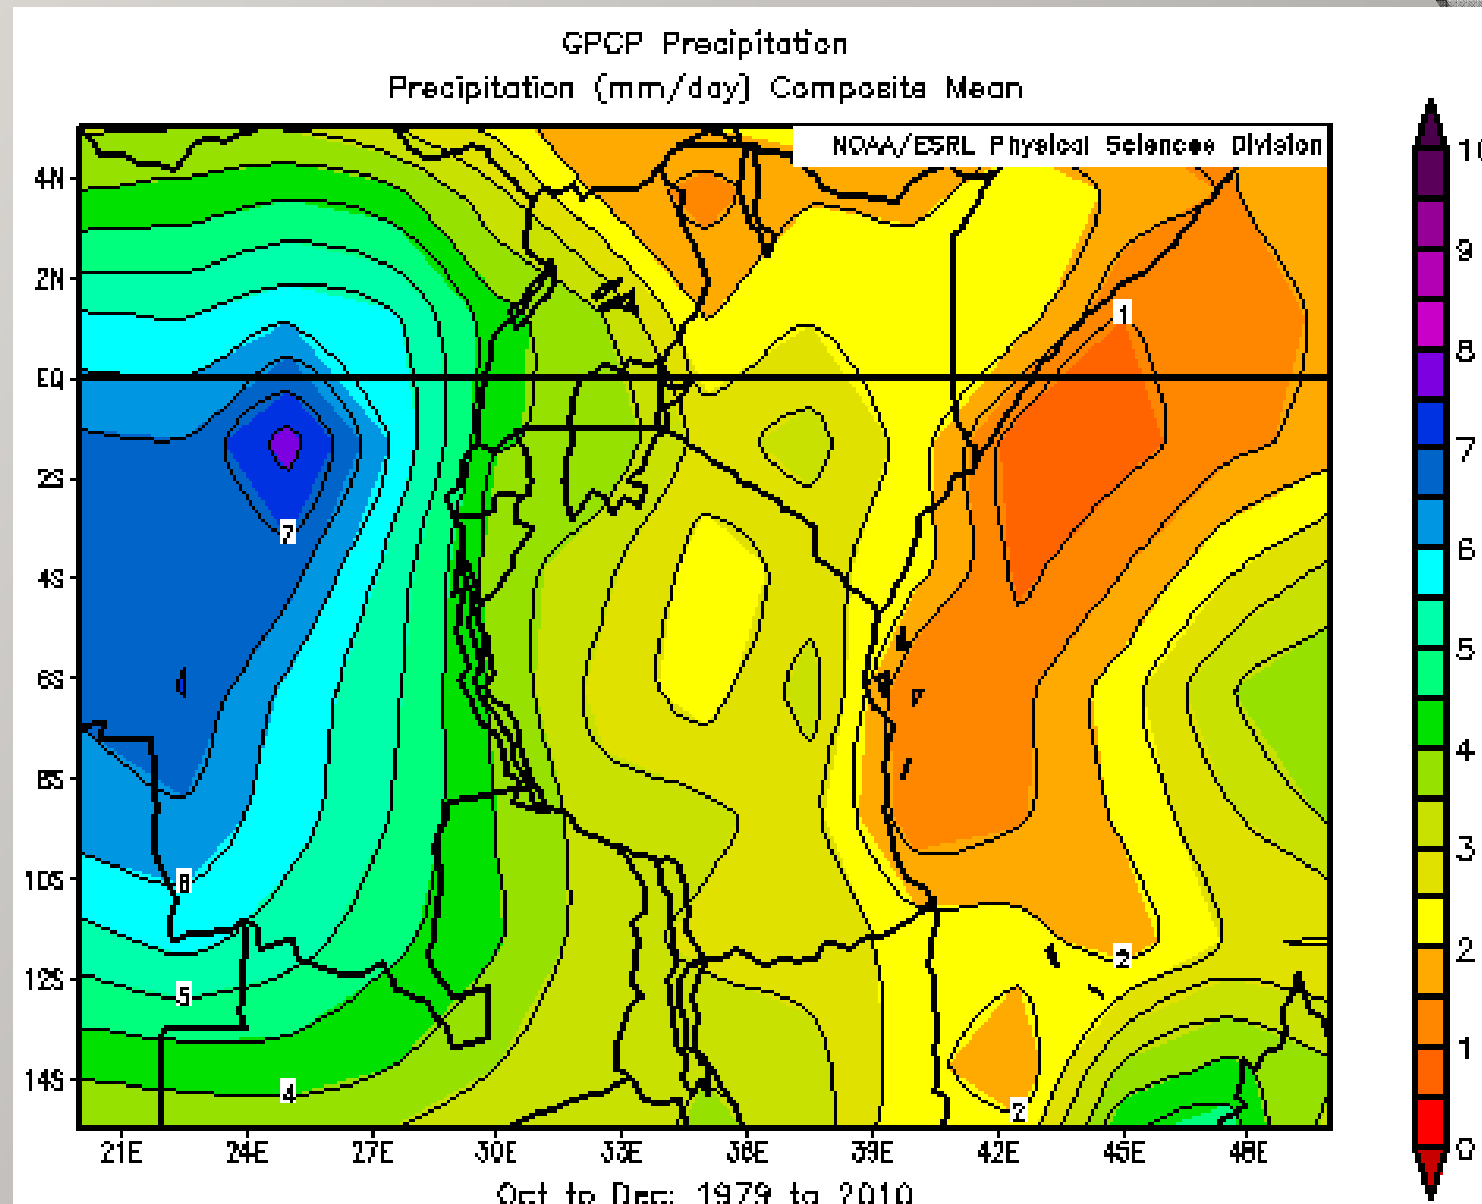 GPCP Precipitation
Precipitation (mm/day) Composite Mean
NOAA/ESRL Physical Sciences Division
4N
2N
EQ
2S
4S
6S
8S
10S
12S
14S
21E 24E 27E 30E 33E 36E 39E 42E 45E 48E
1
7
6
2
5
4
2
10
9
8
7
6
5
4
3
2
1
0
Oct to Dec: 1979 to 2010